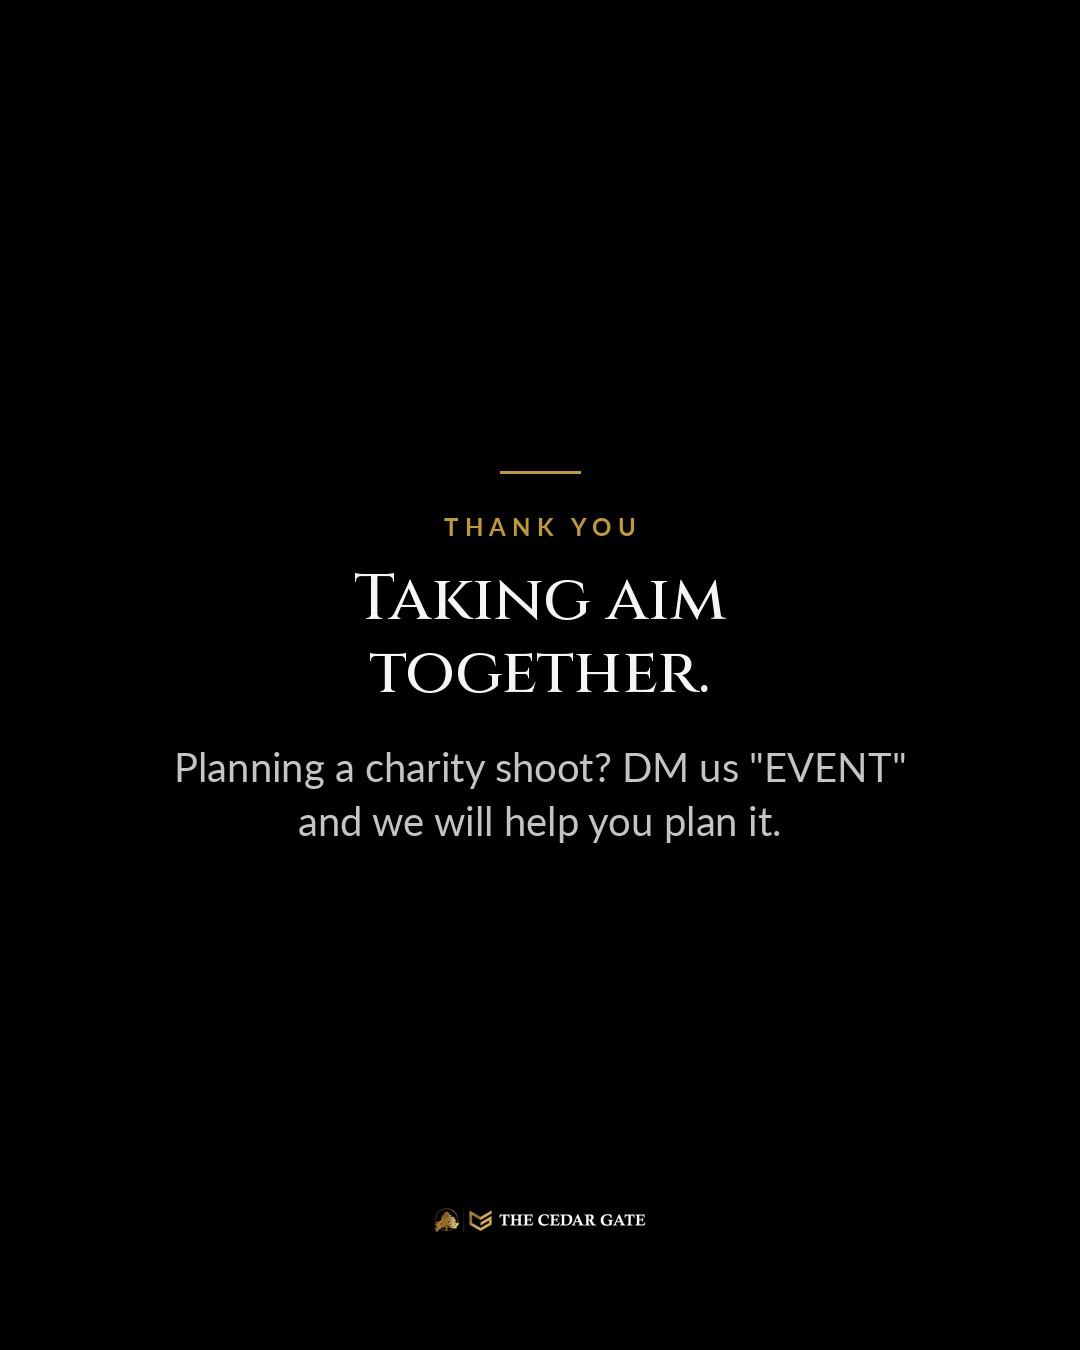 THANK YOU
Taking aim
together.
Planning a charity shoot? DM us "EVENT"
and we will help you plan it.
THE CEDAR GATE